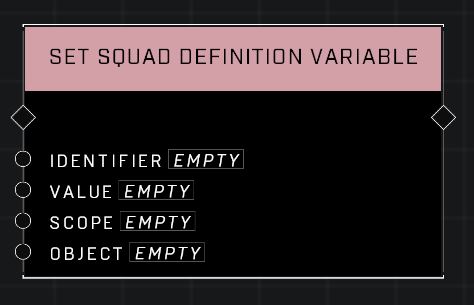 SET SQUAD DEFINITION VARIABLE
IDENTIFIER EMPTY
VALUE EMPTY
SCOPE EMPTY
OBJECT EMPTY